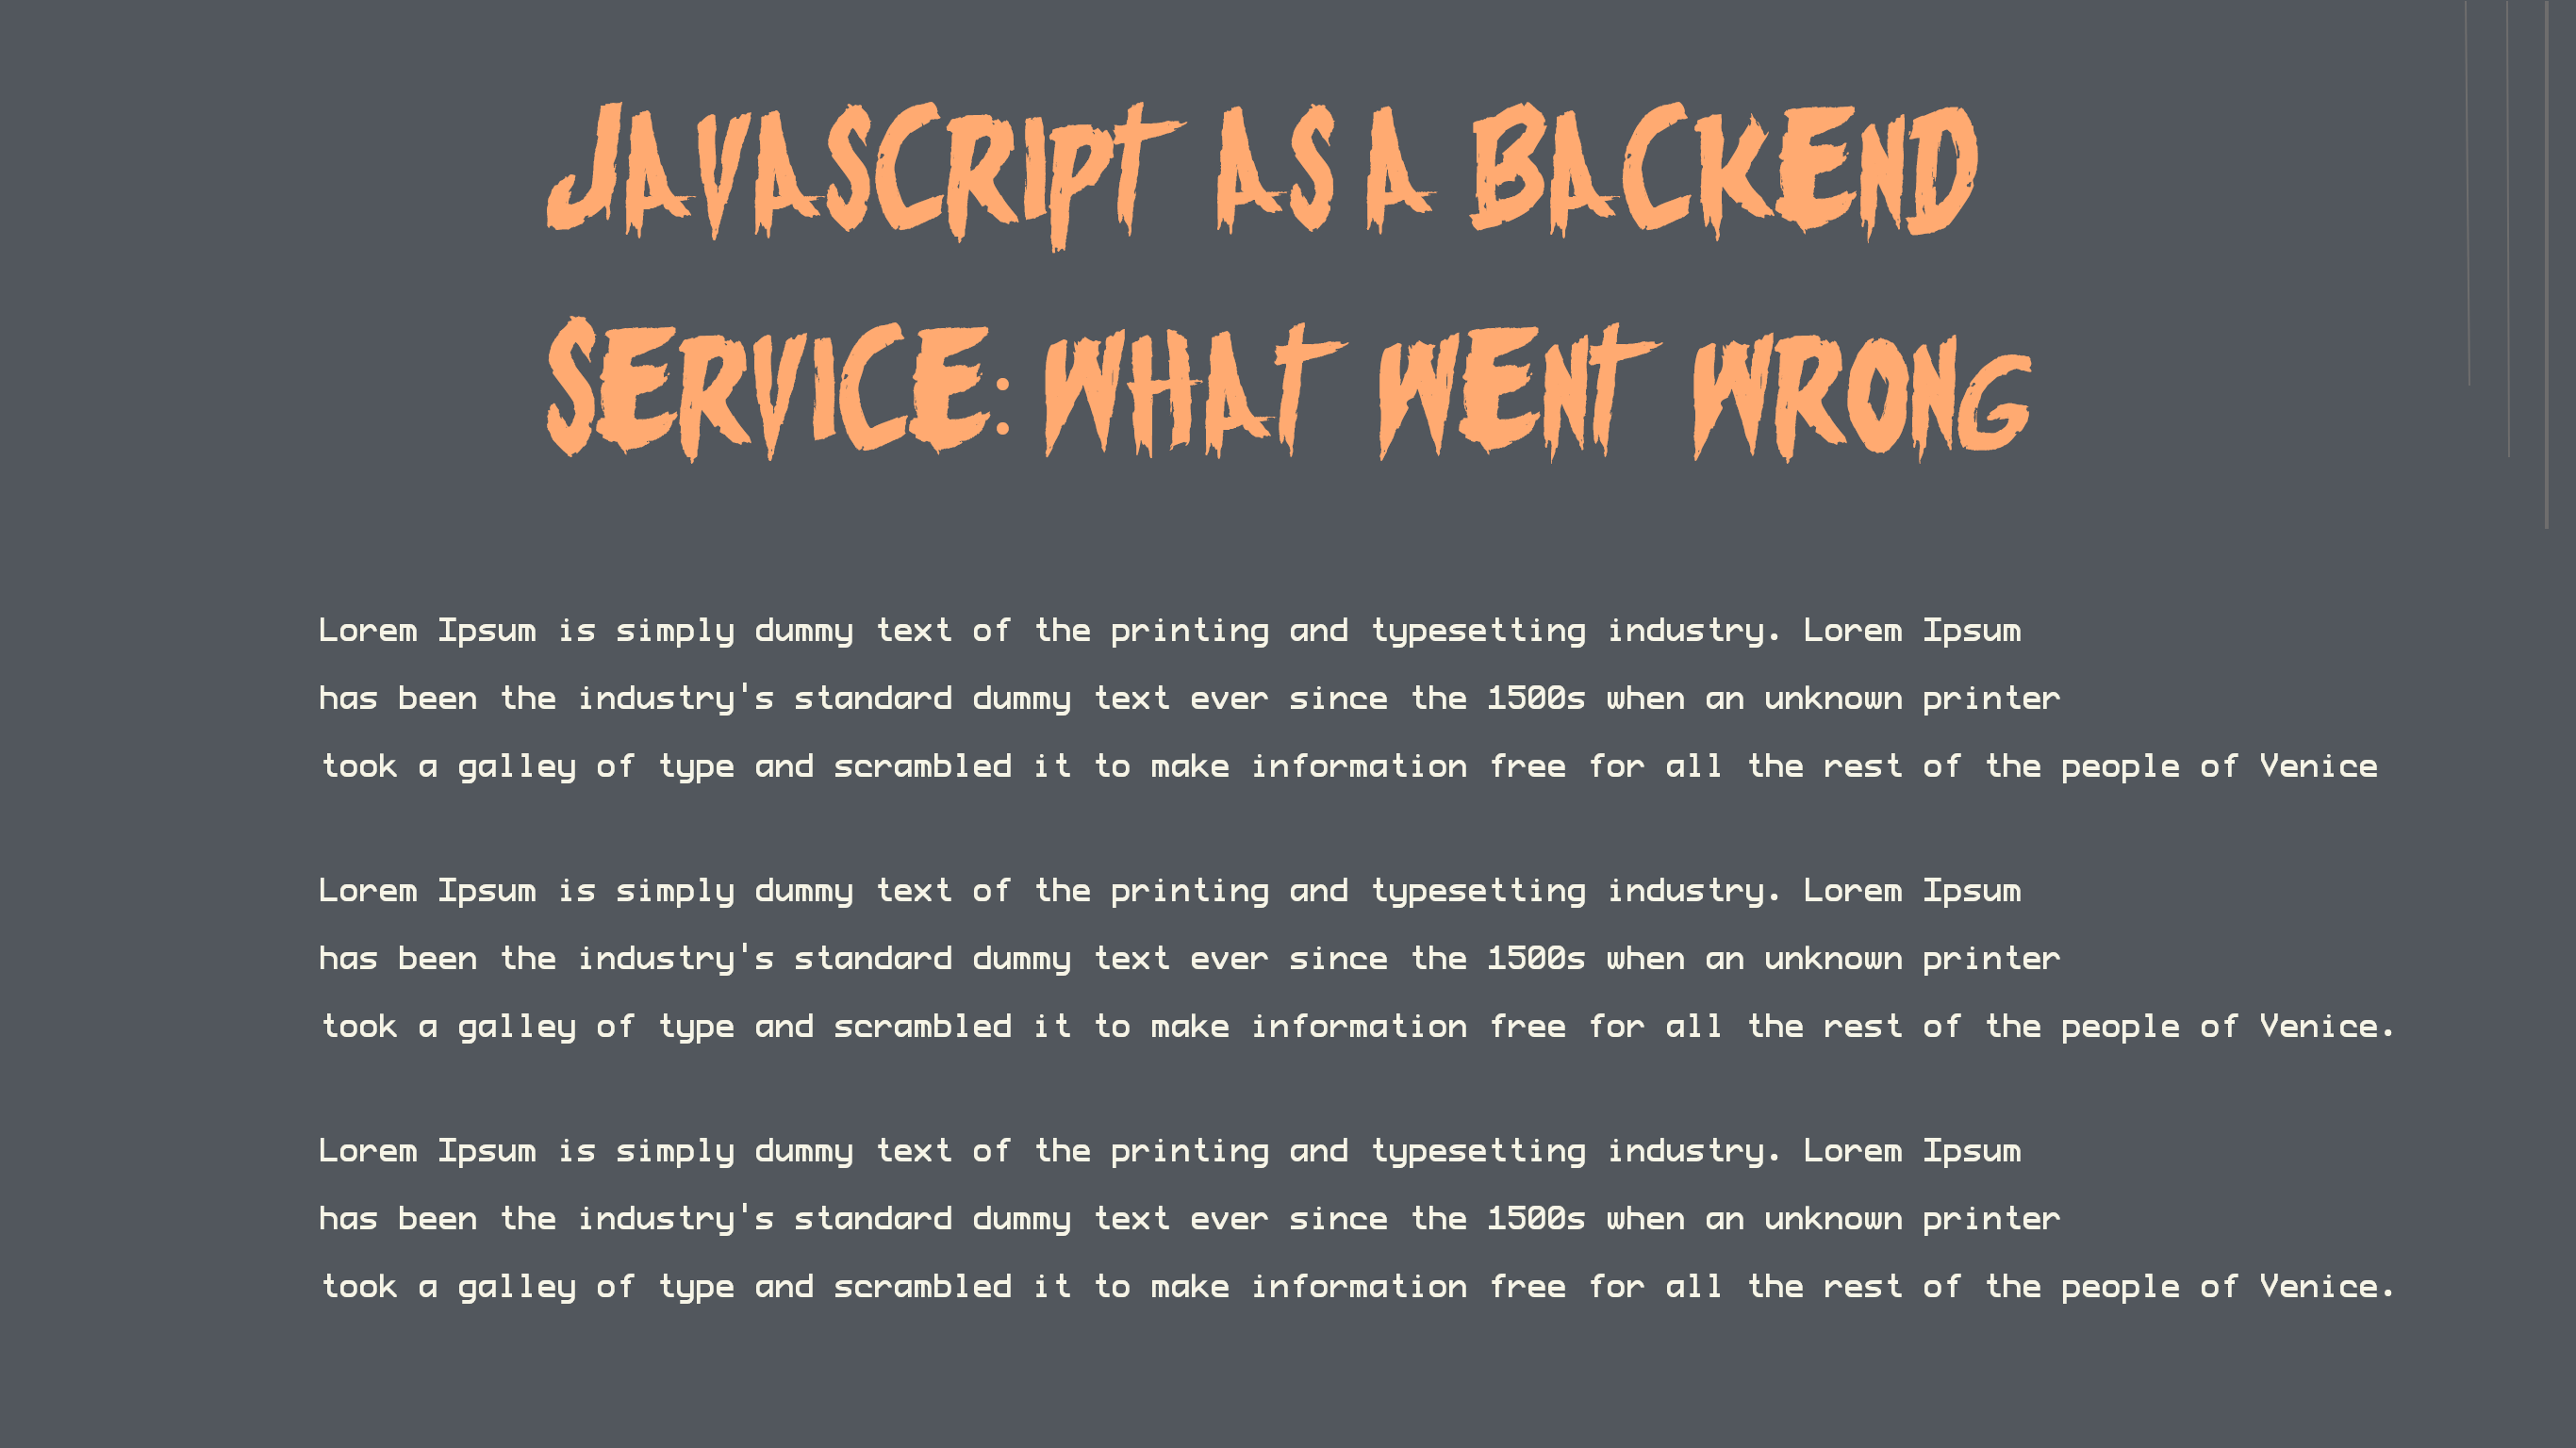 JAVASCRIPT AS A BACKEND
SERVICE: WHAT WENT WRONG
Lorem Ipsum is simply dummy text of the printing and typesetting industry. Lorem Ipsum
has been the industry's standard dummy text ever since the 1500s when an unknown printer
took a galley of type and scrambled it to make information free for all the rest of the people of Venice
Lorem Ipsum is simply dummy text of the printing and typesetting industry. Lorem Ipsum
has been the industry's standard dummy text ever since the 1500s when an unknown printer
took a galley of type and scrambled it to make information free for all the rest of the people of Venice.
Lorem Ipsum is simply dummy text of the printing and typesetting industry. Lorem Ipsum
has been the industry's standard dummy text ever since the 1500s when an unknown printer
took a galley of type and scrambled it to make information free for all the rest of the people of Venice.